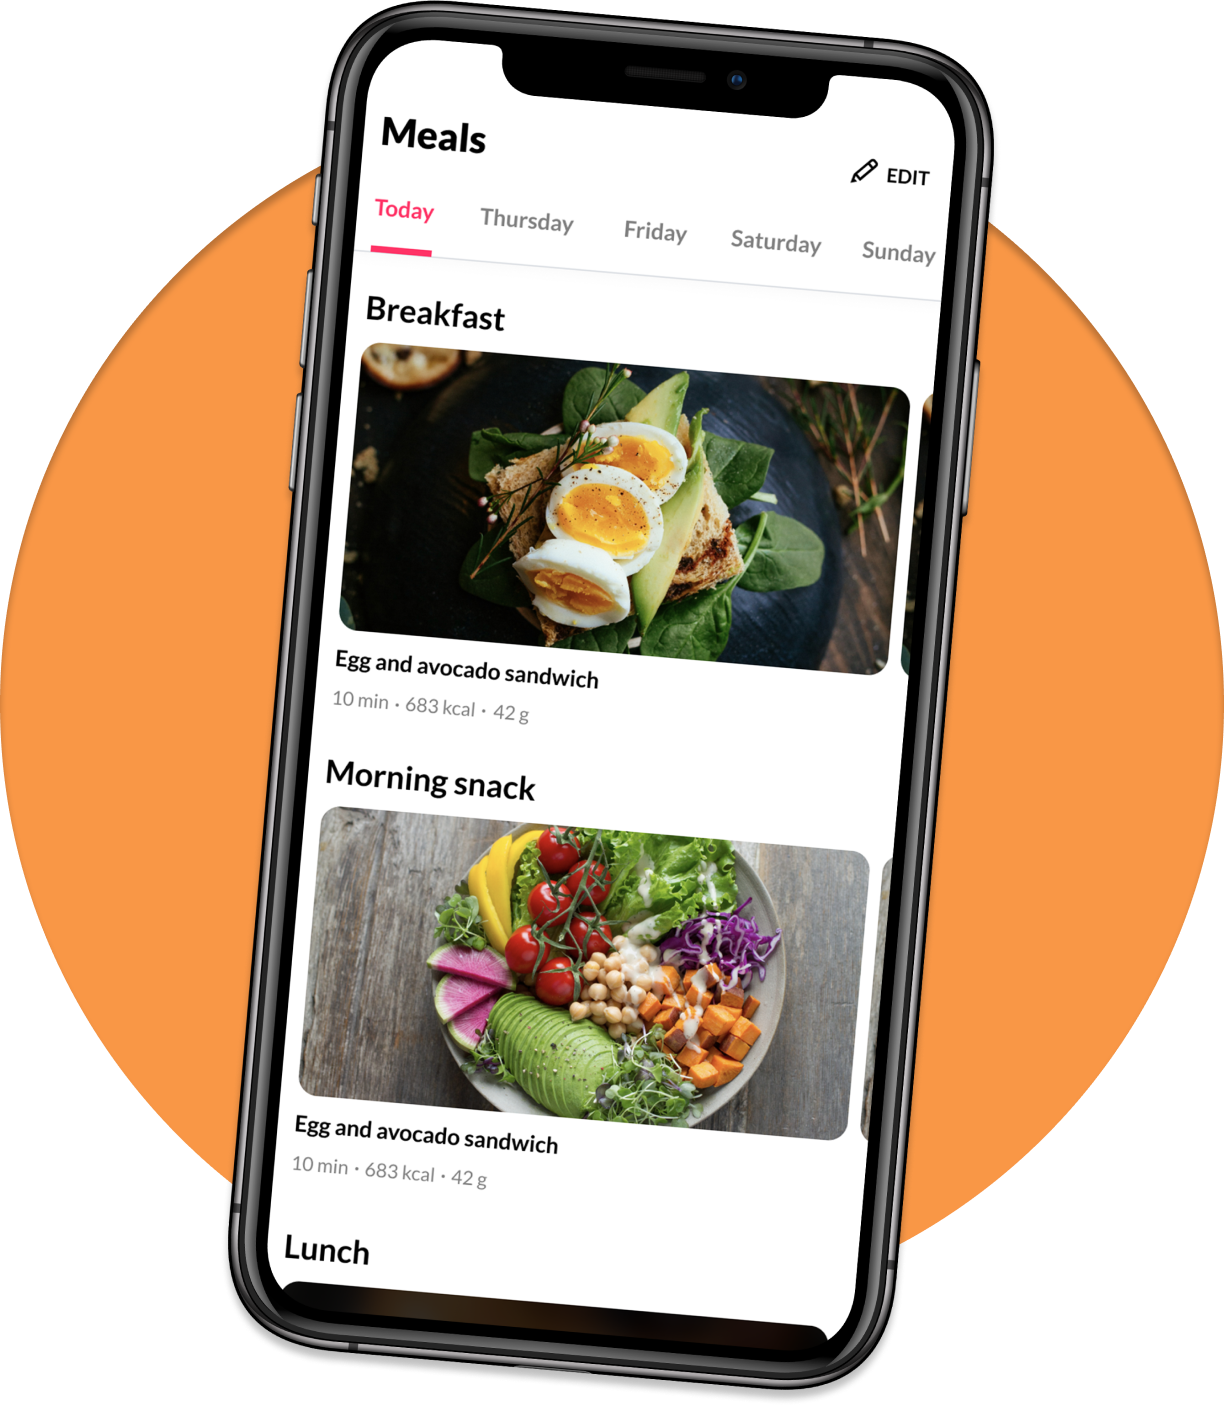 Meals
EDIT
Today Thursday Friday Saturday Sunday
Breakfast
Egg and avocado sandwich
10 min · 683 kcal · 42 g
Morning snack
Egg and avocado sandwich
10 min · 683 kcal · 42 g
Lunch